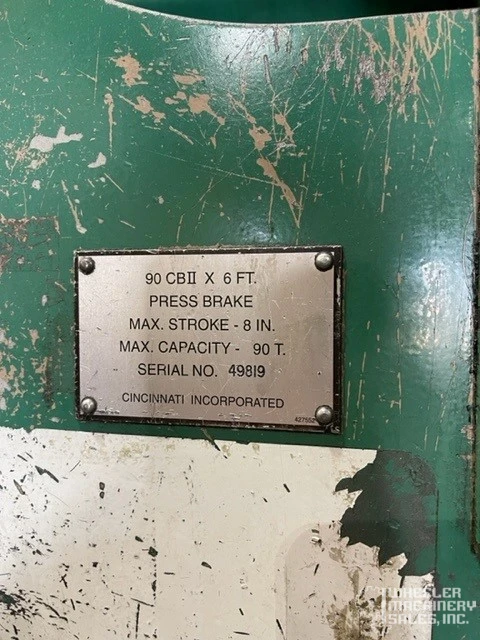 90 CBII X 6 FT.
PRESS BRAKE
MAX. STROKE - 8 IN.
MAX. CAPACITY - 90 T.
SERIAL NO. 49819
CINCINNATI INCORPORATED
WHEELER
MACHINERY
SALES, INC.